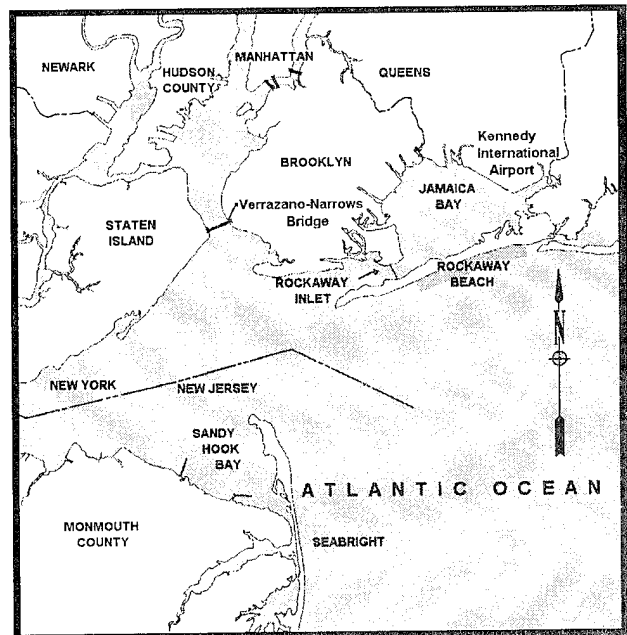 MANHATTAN
NEWARK
HUDSON
COUNTY
QUEENS
Kennedy
International
Airport
BROOKLYN
JAMAICA
BAY
Verrazano-Narrows
Bridge
STATEN
ISLAND
ROCKAWAY
INLET
ROCKAWAY
BEACH
N
NEW YORK
NEW JERSEY
SANDY
HOOK
BAY
ATLANTIC OCEAN
MONMOUTH
COUNTY
SEABRIGHT